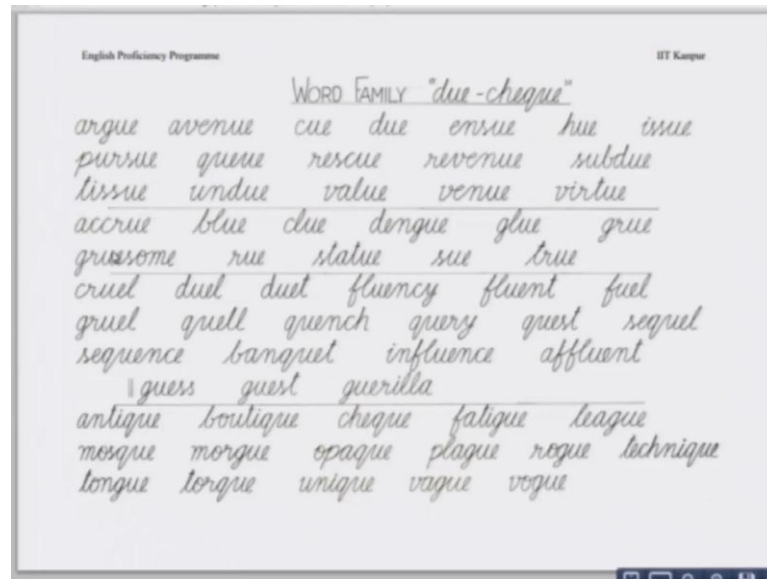 English Proficiency Programme IIT Kanpur
WORD FAMILY "due-cheque"
argue avenue cue due ensue hue issue
pursue queue rescue revenue subdue
tissue undue value venue virtue
accrue blue clue dengue glue grue
gruesome rue statue sue true
cruel duel duet fluency fluent fuel
gruel quell quench query quest sequel
sequence banquet influence affluent
guess guest guerilla
antique boutique cheque fatigue league
mosque morgue opaque plague rogue technique
tongue torque unique vague vogue